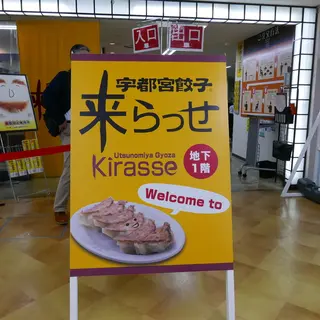 入口
出口
宇都宮餃子®
来らっせ
Utsunomiya Gyoza
Kirasse
地下
1階
Welcome to